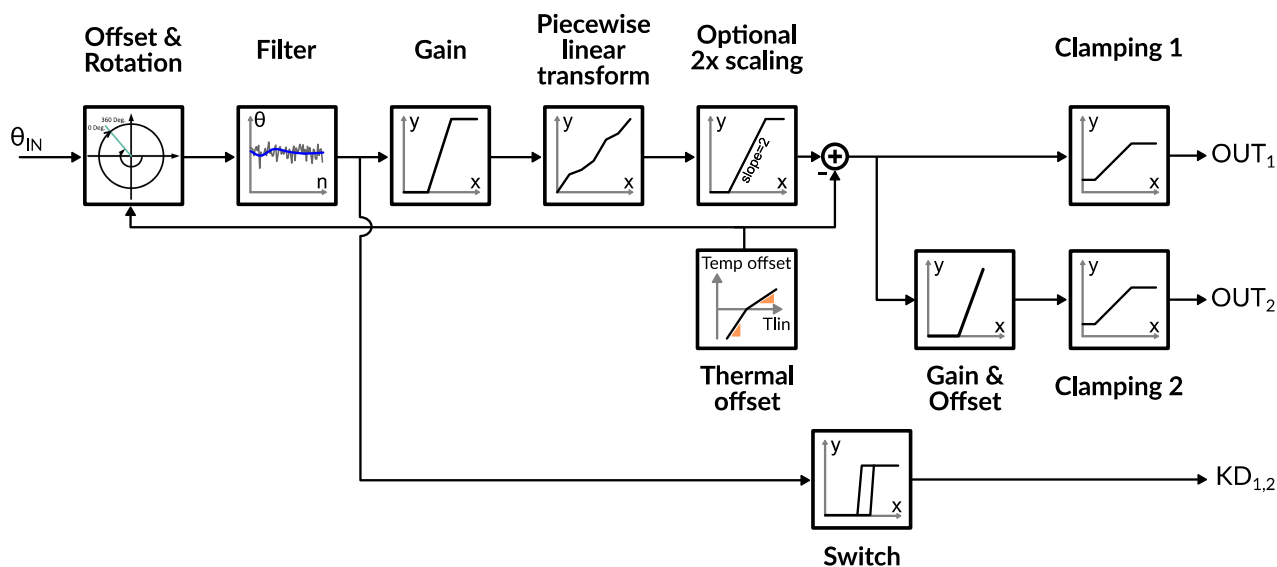 Offset &
Rotation
Filter
Gain
Piecewise
linear
transform
Optional
2x scaling
Clamping 1
θIN
360 Deg.
0 Deg.
θ
n
y
x
y
x
y
slope=2
x
+
-
y
x
OUT1
Temp offset
Tlin
Thermal
offset
y
x
Gain &
Offset
y
x
Clamping 2
OUT2
y
x
Switch
KD1,2